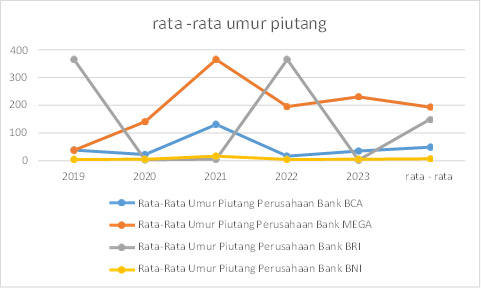 rata -rata umur piutang
400
300
200
100
0
2019 2020 2021 2022 2023 rata - rata
Rata-Rata Umur Piutang Perusahaan Bank BCA
Rata-Rata Umur Piutang Perusahaan Bank MEGA
Rata-Rata Umur Piutang Perusahaan Bank BRI
Rata-Rata Umur Piutang Perusahaan Bank BNI